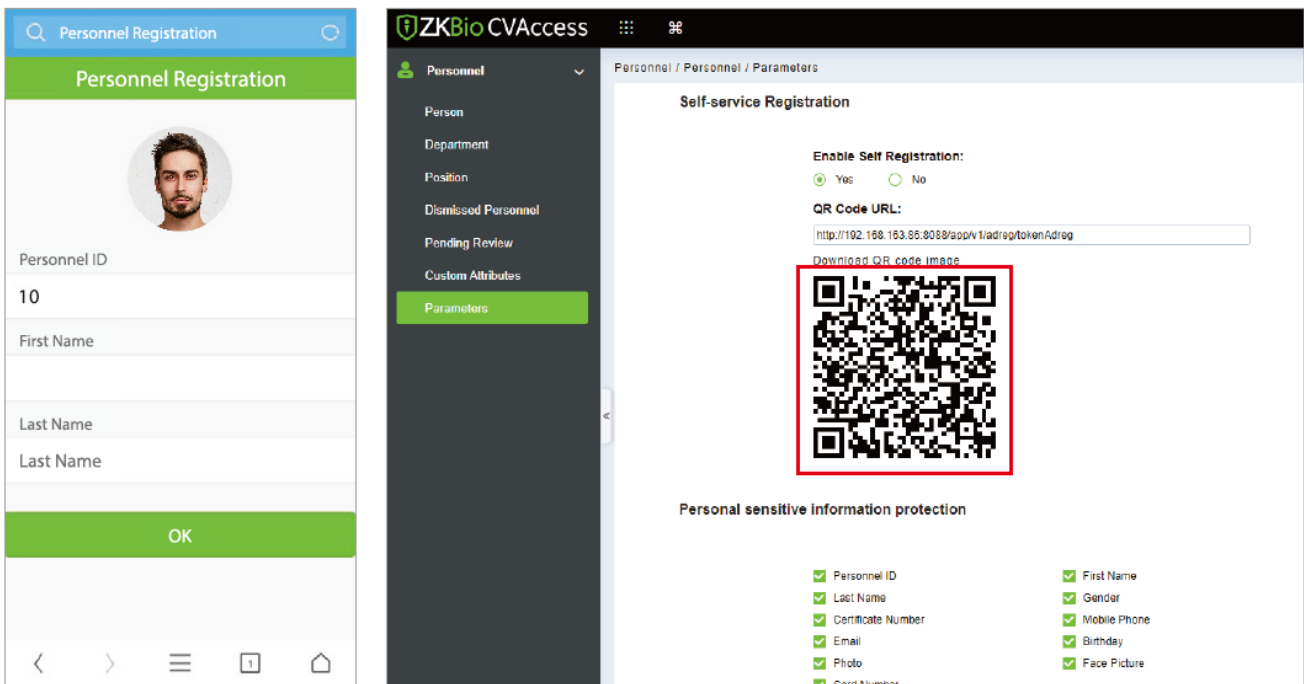 Personnel Registration
Personnel Registration
Personnel ID
10
First Name
Last Name
Last Name
OK
1
ZKBio CVAccess
Personnel
Person
Department
Position
Dismissed Personnel
Pending Review
Custom Attributes
Parameters
Personnel / Personnel / Parameters
Self-service Registration
Enable Self Registration:
Yes No
QR Code URL:
http://192.168.163.86:8088/app/v1/adreg/tokenAdreg
Download QR code image
Personal sensitive information protection
Personnel ID First Name
Last Name Gender
Certificate Number Mobile Phone
Email Birthday
Photo Face Picture
Card Number